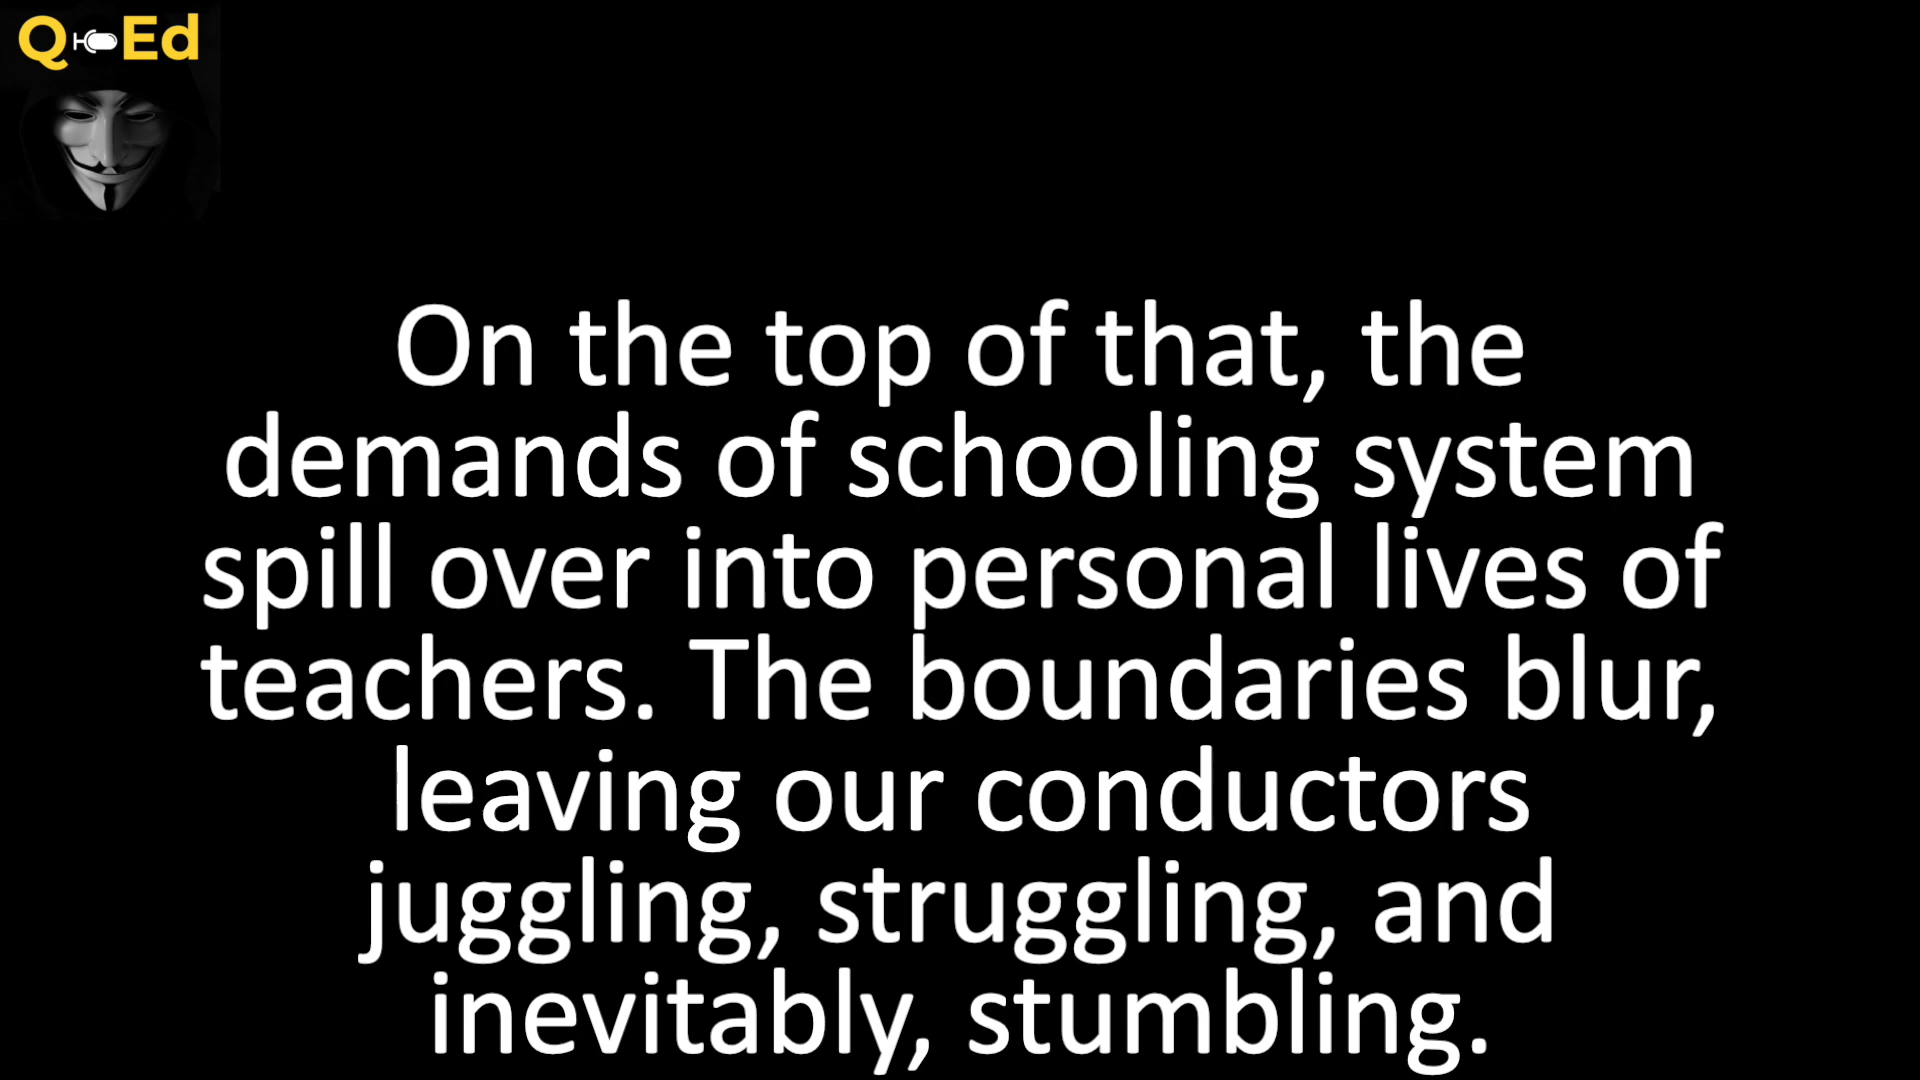 Q Ed
On the top of that, the
demands of schooling system
spill over into personal lives of
teachers. The boundaries blur,
leaving our conductors
juggling, struggling, and
inevitably, stumbling.